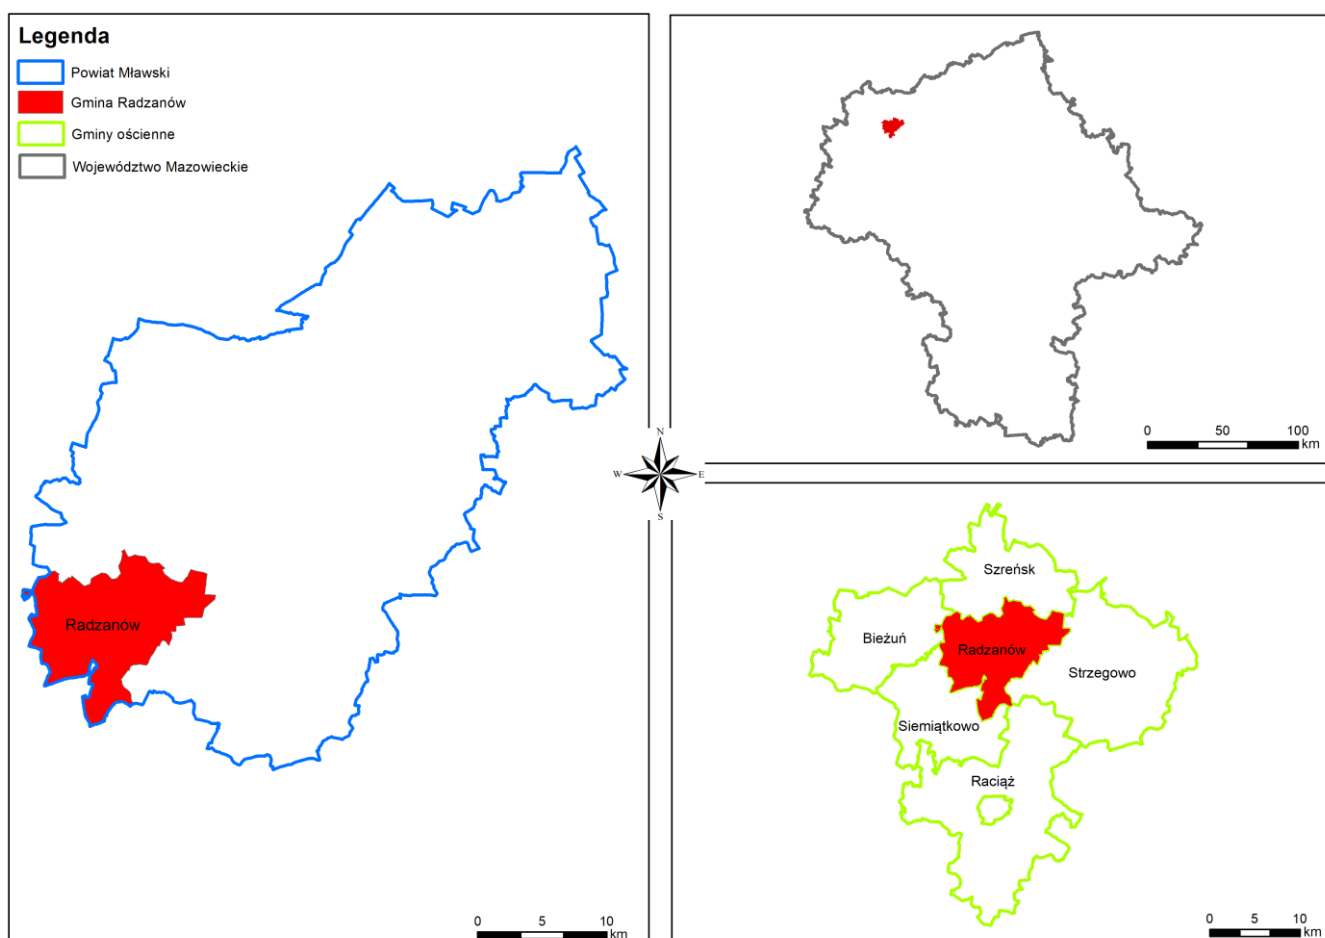 Legenda
Powiat Mławski
Gmina Radzanów
Gminy ościenne
Województwo Mazowieckie
Radzanów
0 5 10
km
N
W E
S
0 50 100
km
Szreńsk
Bieżuń
Radzanów
Strzegowo
Siemiątkowo
Raciąż
0 5 10
km